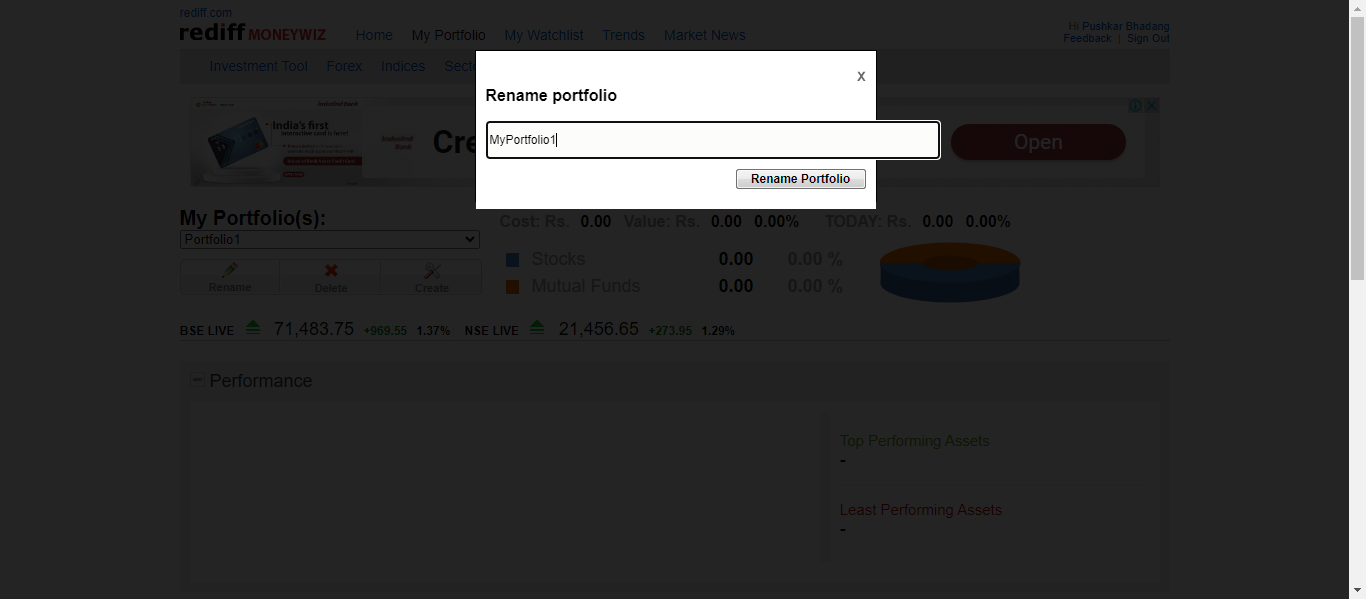 rediff.com
rediff MONEYWIZ Home My Portfolio My Watchlist Trends Market News
Hi Pushkar Bhadang
Feedback | Sign Out
Investment Tool Forex Indices
x
Rename portfolio
MyPortfolio1
Rename Portfolio
India's first
Open
My Portfolio(s):
Portfolio1
Rename Delete Create
Cost: Rs. 0.00 Value: Rs. 0.00 0.00% TODAY: Rs. 0.00 0.00%
Stocks 0.00 0.00 %
Mutual Funds 0.00 0.00 %
BSE LIVE 71,483.75 +969.55 1.37% NSE LIVE 21,456.65 +273.95 1.29%
Performance
Top Performing Assets
-
Least Performing Assets
-